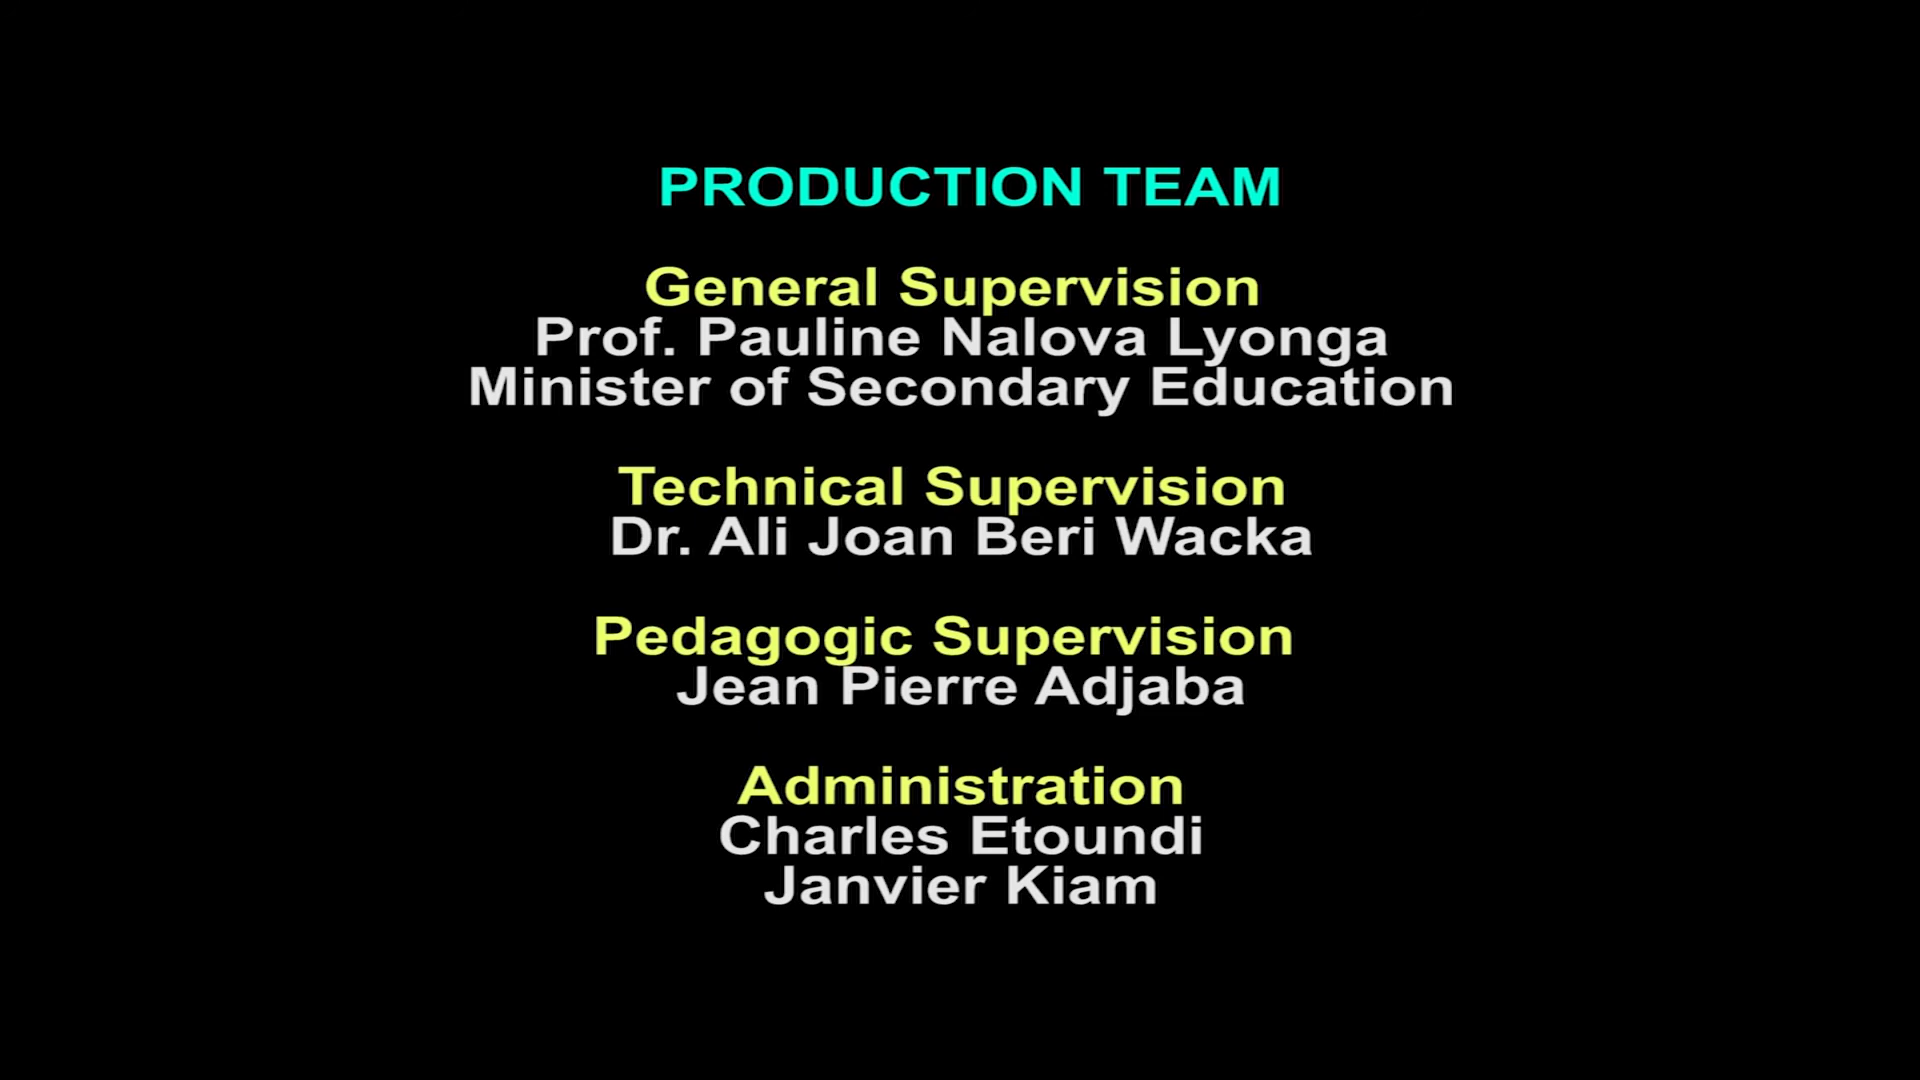 PRODUCTION TEAM
General Supervision
Prof. Pauline Nalova Lyonga
Minister of Secondary Education
Technical Supervision
Dr. Ali Joan Beri Wacka
Pedagogic Supervision
Jean Pierre Adjaba
Administration
Charles Etoundi
Janvier Kiam